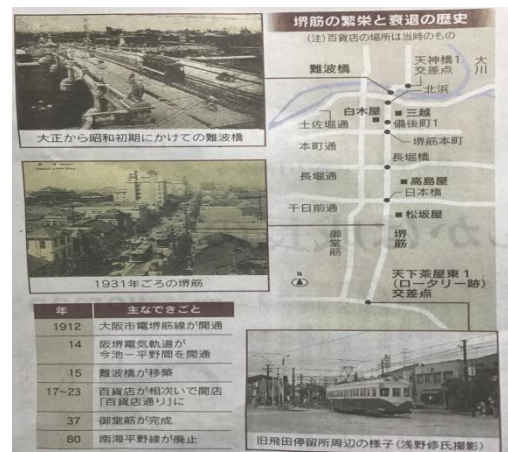 堺筋の繁栄と衰退の歴史
(注)百貨店の場所は当時のもの
天神橋1
交差点
大川
難波橋
北浜
白木屋
三越
土佐堀通
備後町1
本町通
堺筋本町
長堀橋
長堀通
高島屋
日本橋
千日前通
松坂屋
御堂筋
堺筋
N
天下茶屋東1
(ロータリー跡)
交差点
大正から昭和初期にかけての難波橋
1931年ごろの堺筋
年 主なできごと
1912 大阪市電堺筋線が開通
14 阪堺電気軌道が
今池ー平野間を開通
15 難波橋が移築
17~23 百貨店が相次いで開店
「百貨店通り」に
37 御堂筋が完成
80 南海平野線が廃止
旧飛田停留所周辺の様子(浅野修氏撮影)